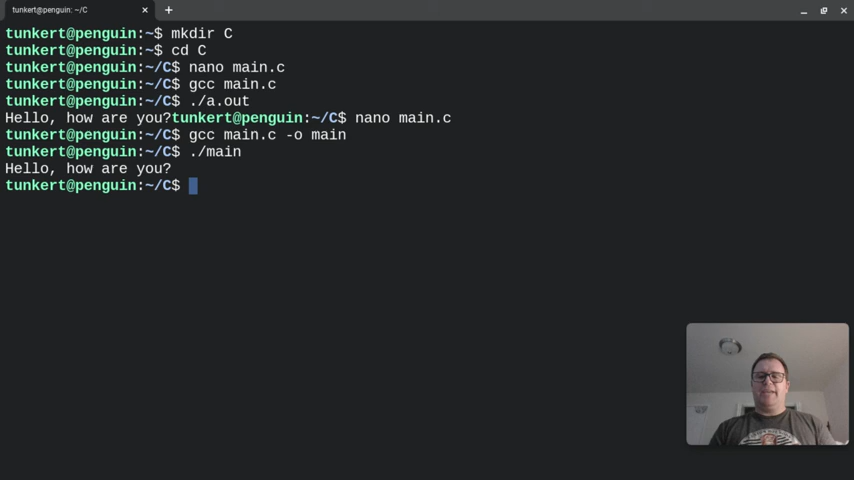 tunkert@penguin: ~/C
tunkert@penguin:~$ mkdir C
tunkert@penguin:~$ cd C
tunkert@penguin:~/C$ nano main.c
tunkert@penguin:~/C$ gcc main.c
tunkert@penguin:~/C$ ./a.out
Hello, how are you?tunkert@penguin:~/C$ nano main.c
tunkert@penguin:~/C$ gcc main.c -o main
tunkert@penguin:~/C$ ./main
Hello, how are you?
tunkert@penguin:~/C$